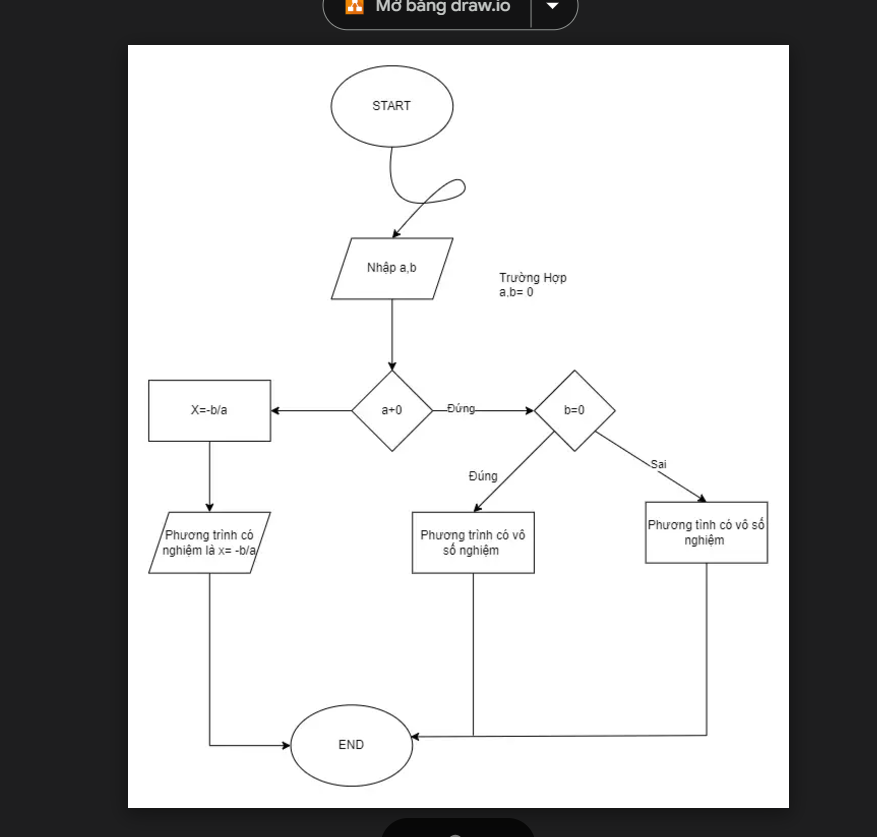 Mở bằng draw.io
START
Nhập a,b
Trường Hợp
a,b= 0
X=-b/a
a+0
Đứng
b=0
Đúng
Sai
Phương trình có
nghiệm là x= -b/a
Phương trình có vô
số nghiệm
Phương tình có vô số
nghiệm
END